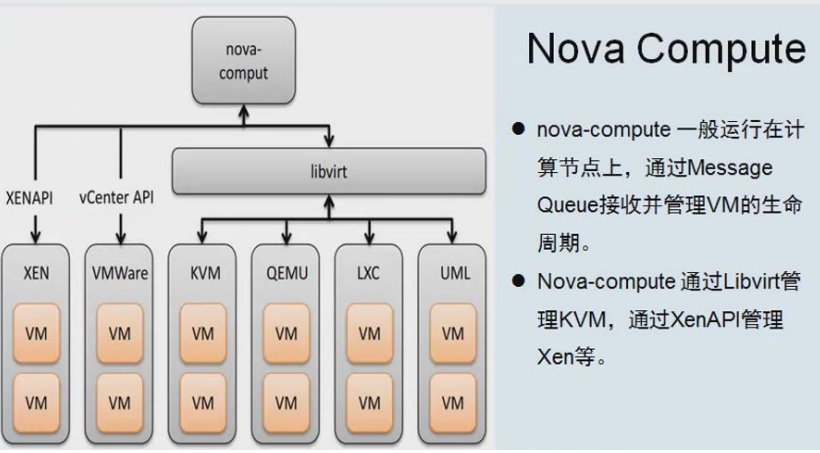 nova-
comput
libvirt
XENAPI
vCenter API
XEN
VMWare
KVM
QEMU
LXC
UML
VM VM VM VM VM VM
VM VM VM VM VM VM
Nova Compute
● nova-compute 一般运行在计
算节点上，通过Message
Queue接收并管理VM的生命
周期。
● Nova-compute 通过Libvirt管
理KVM，通过XenAPI管理
Xen等。